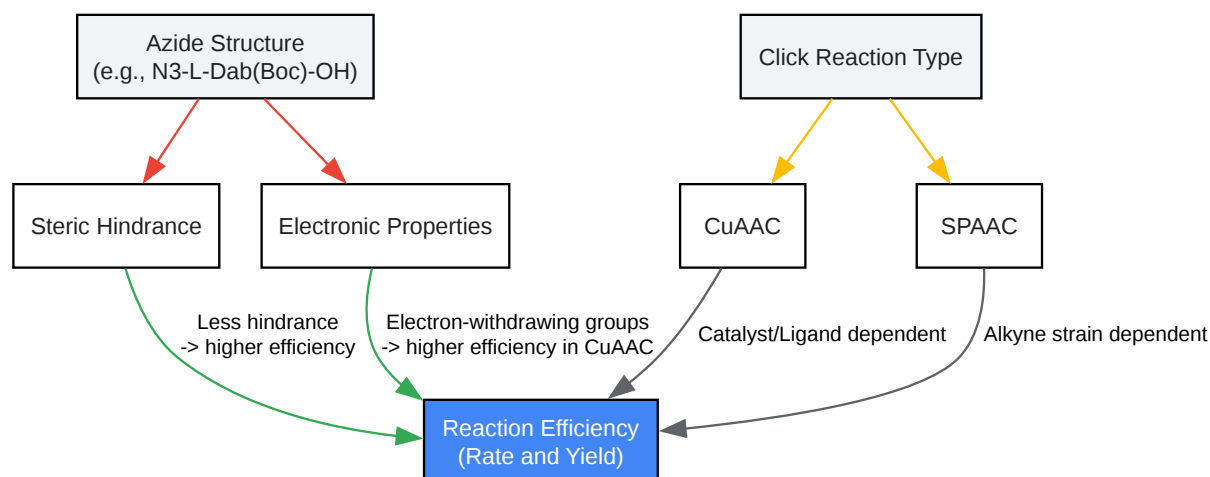 Azide Structure
(e.g., N3-L-Dab(Boc)-OH)
Click Reaction Type
Steric Hindrance
Electronic Properties
CuAAC
SPAAC
Less hindrance
-> higher efficiency
Electron-withdrawing groups
-> higher efficiency in CuAAC
Catalyst/Ligand dependent
Alkyne strain dependent
Reaction Efficiency
(Rate and Yield)